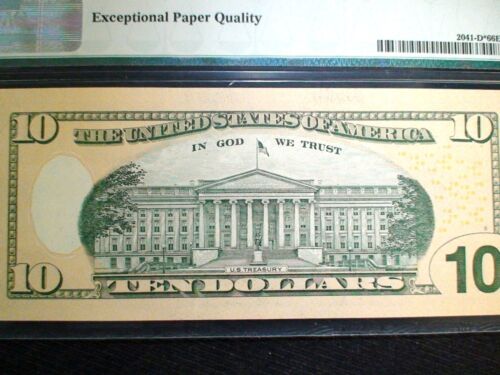 Exceptional Paper Quality
2041-D*66E
10
THE UNITED STATES OF AMERICA
10
IN GOD WE TRUST
U.S. TREASURY
10
TEN DOLLARS
10